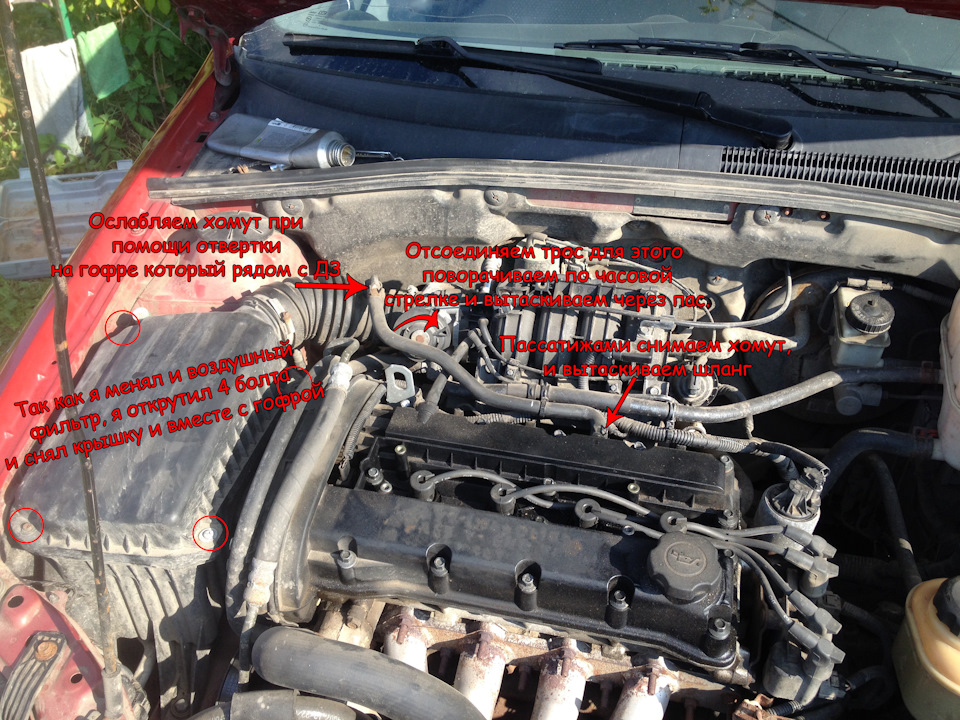 Ослабляем хомут при
помощи отвертки
на гофре который рядом с ДЗ
Отсоединяем трос для этого
поворачиваем по часовой
стрелке и вытаскиваем через пас.
Пассатижами снимаем хомут,
и вытаскиваем шланг
Так как я менял и воздушный
фильтр, я открутил 4 болта
и снял крышку и вместе с гофрой